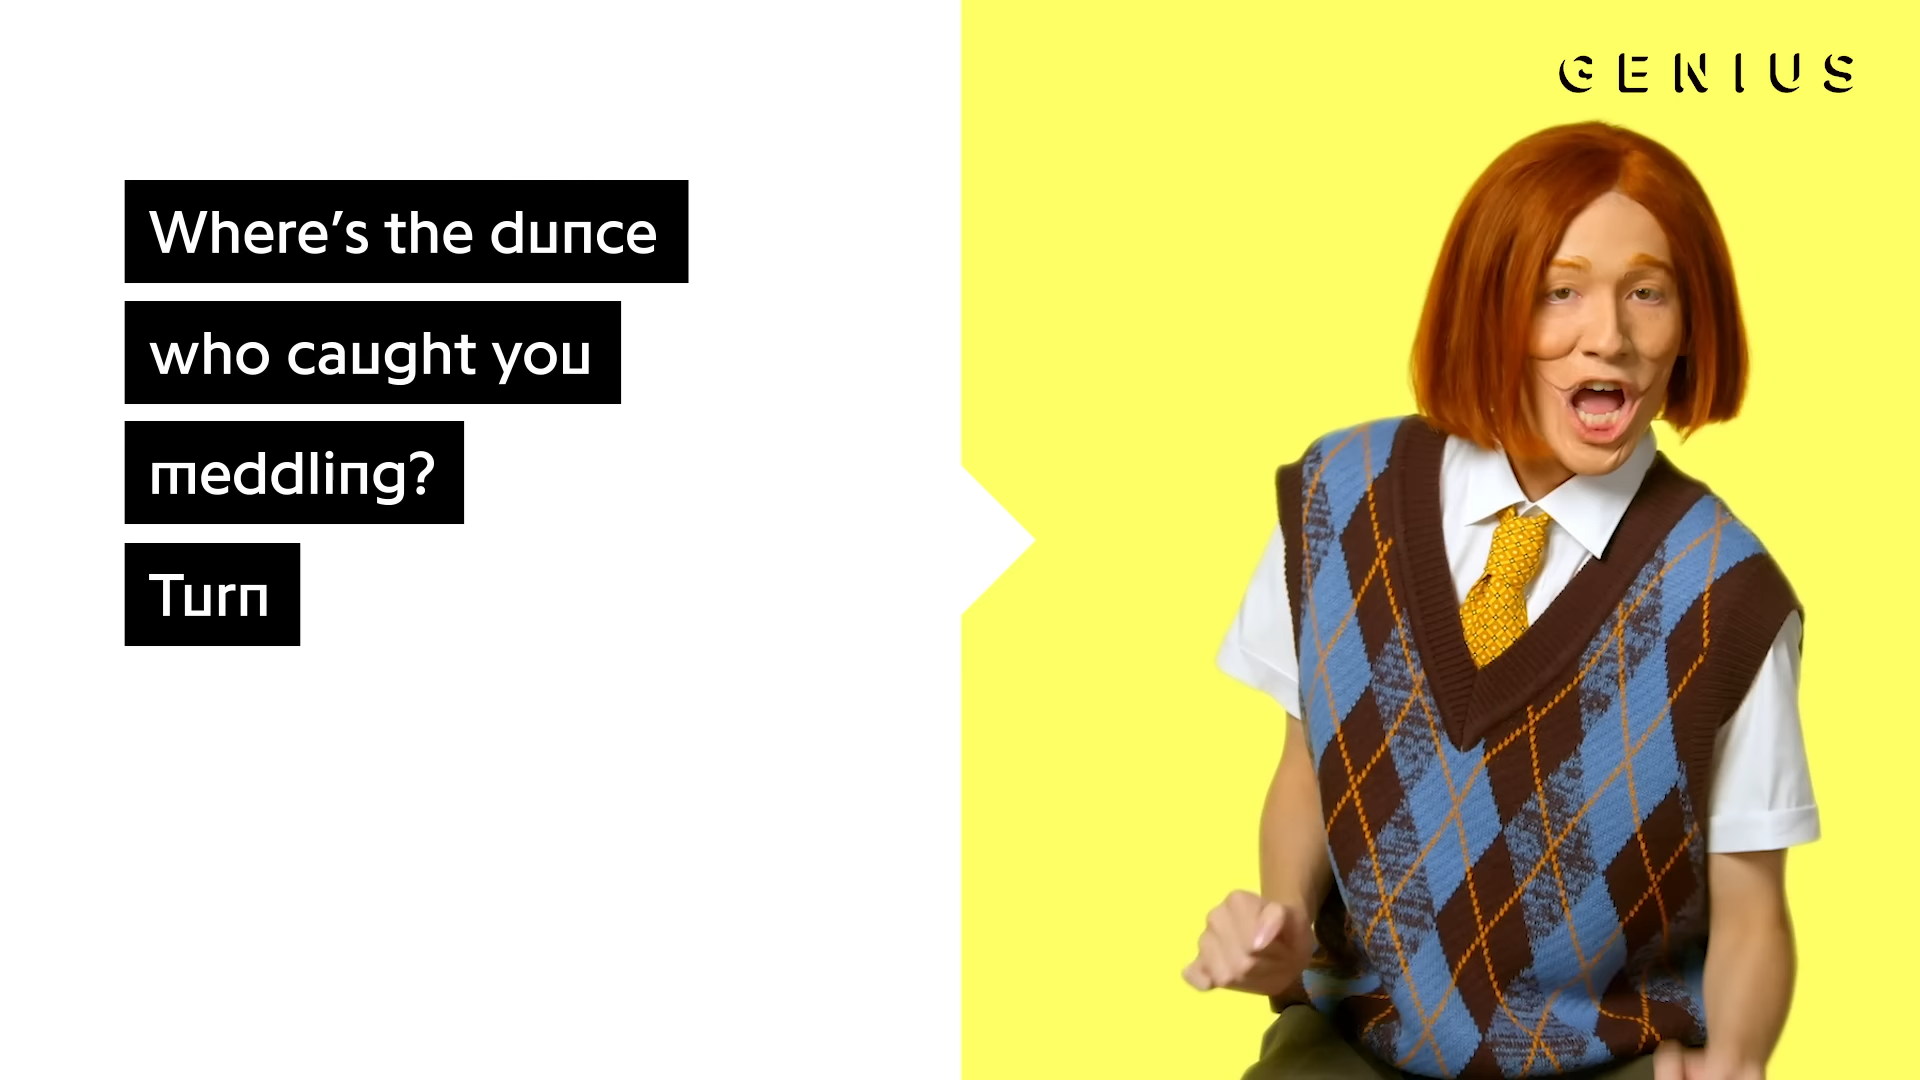 GENIUS
Where's the dunce
who caught you
meddling?
Turn